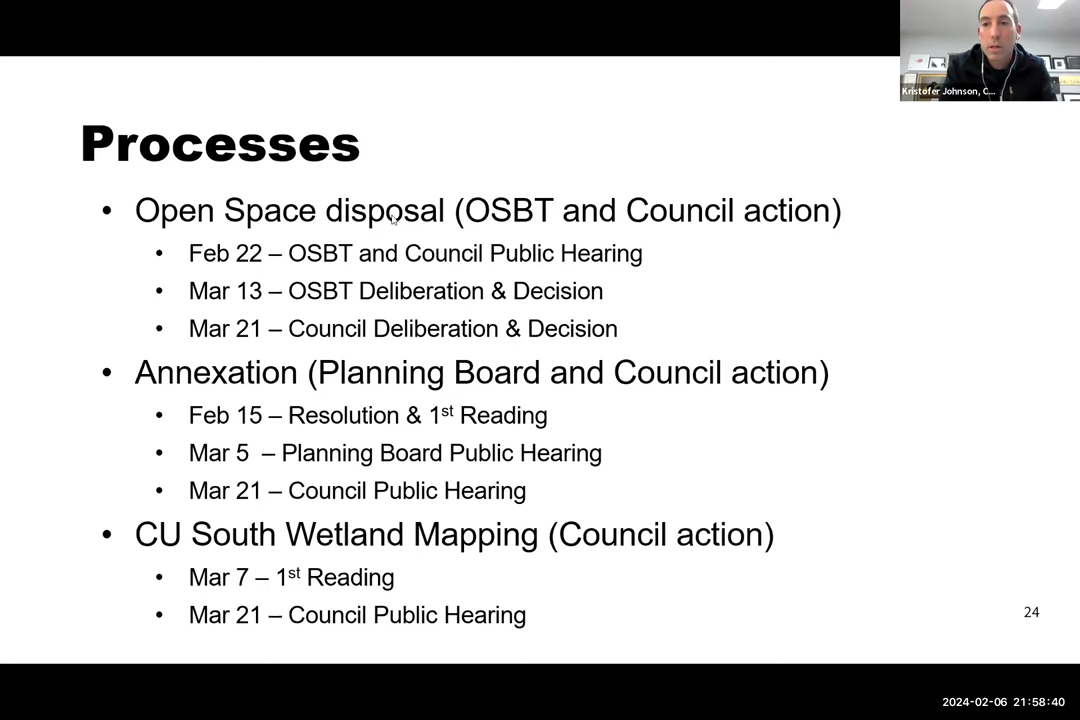 Kristofer Johnson, C...
Processes
• Open Space disposal (OSBT and Council action)
• Feb 22 – OSBT and Council Public Hearing
• Mar 13 – OSBT Deliberation & Decision
• Mar 21 – Council Deliberation & Decision
• Annexation (Planning Board and Council action)
• Feb 15 – Resolution & 1st Reading
• Mar 5 – Planning Board Public Hearing
• Mar 21 – Council Public Hearing
• CU South Wetland Mapping (Council action)
• Mar 7 – 1st Reading
• Mar 21 – Council Public Hearing
24
2024-02-06 21:58:40